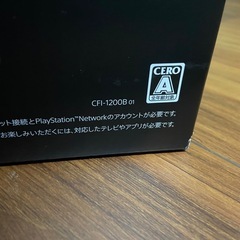 CERO
A
全年齢対象
CFI-1200B 01
ット接続とPlayStation™Networkのアカウントが必要です。
お楽しみいただくには、対応したテレビやアプリが必要